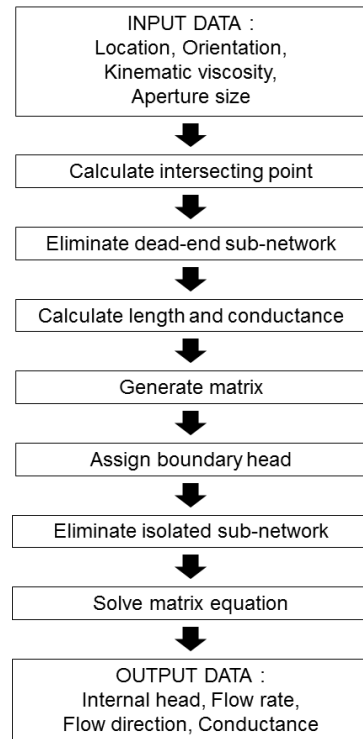 INPUT DATA :
Location, Orientation,
Kinematic viscosity,
Aperture size
Calculate intersecting point
Eliminate dead-end sub-network
Calculate length and conductance
Generate matrix
Assign boundary head
Eliminate isolated sub-network
Solve matrix equation
OUTPUT DATA :
Internal head, Flow rate,
Flow direction, Conductance